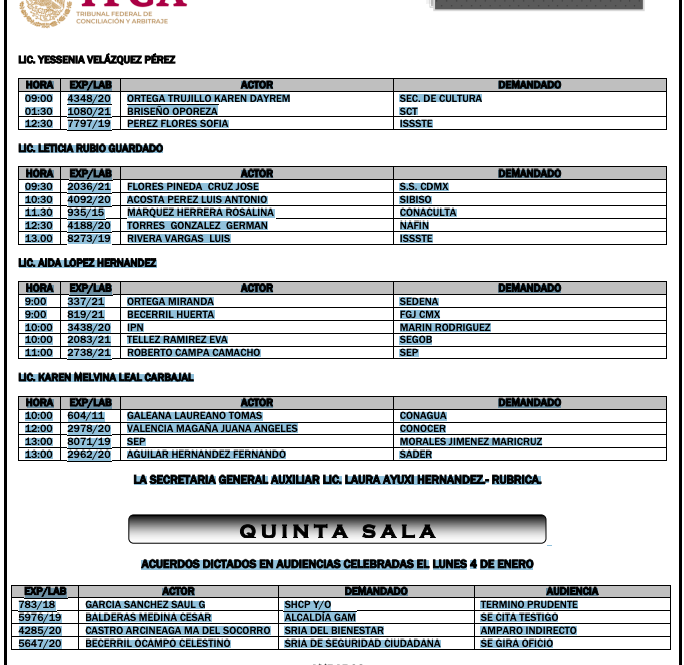 TRIBUNAL FEDERAL DE
CONCILIACIÓN Y ARBITRAJE
LIC. YESSENIA VELÁZQUEZ PÉREZ
HORA EXP/LAB ACTOR DEMANDADO
09:00 4348/20 ORTEGA TRUJILLO KAREN DAYREM SEC. DE CULTURA
01:30 1080/21 BRISEÑO OPOREZA SCT
12:30 7797/19 PEREZ FLORES SOFIA ISSSTE
LIC. LETICIA RUBIO GUARDADO
HORA EXP/LAB ACTOR DEMANDADO
09:30 2036/21 FLORES PINEDA CRUZ JOSE S.S. CDMX
10:30 4092/20 ACOSTA PEREZ LUIS ANTONIO SIBISO
11.30 935/15 MARQUEZ HERRERA ROSALINA CONACULTA
12:30 4188/20 TORRES GONZALEZ GERMAN NAFIN
13.00 8273/19 RIVERA VARGAS LUIS ISSSTE
LIC. AIDA LOPEZ HERNANDEZ
HORA EXP/LAB ACTOR DEMANDADO
9:00 337/21 ORTEGA MIRANDA SEDENA
9:00 819/21 BECERRIL HUERTA FGJ CMX
10:00 3438/20 IPN MARIN RODRIGUEZ
10:00 2083/21 TELLEZ RAMIREZ EVA SEGOB
11:00 2738/21 ROBERTO CAMPA CAMACHO SEP
LIC. KAREN MELVINA LEAL CARBAJAL
HORA EXP/LAB ACTOR DEMANDADO
10:00 604/11 GALEANA LAUREANO TOMAS CONAGUA
12:00 2978/20 VALENCIA MAGAÑA JUANA ANGELES CONOCER
13:00 8071/19 SEP MORALES JIMENEZ MARICRUZ
13:00 2962/20 AGUILAR HERNANDEZ FERNANDO SADER
LA SECRETARIA GENERAL AUXILIAR LIC. LAURA AYUXI HERNANDEZ.- RUBRICA.
QUINTA SALA
ACUERDOS DICTADOS EN AUDIENCIAS CELEBRADAS EL LUNES 4 DE ENERO
EXP/LAB ACTOR DEMANDADO AUDIENCIA
783/18 GARCIA SANCHEZ SAUL G SHCP Y/O TERMINO PRUDENTE
5976/19 BALDERAS MEDINA CESAR ALCALDÍA GAM SE CITA TESTIGO
4285/20 CASTRO ARCINEAGA MA DEL SOCORRO SRIA DEL BIENESTAR AMPARO INDIRECTO
5647/20 BECERRIL OCAMPO CELESTINO SRIA DE SEGURIDAD CIUDADANA SE GIRA OFICIO